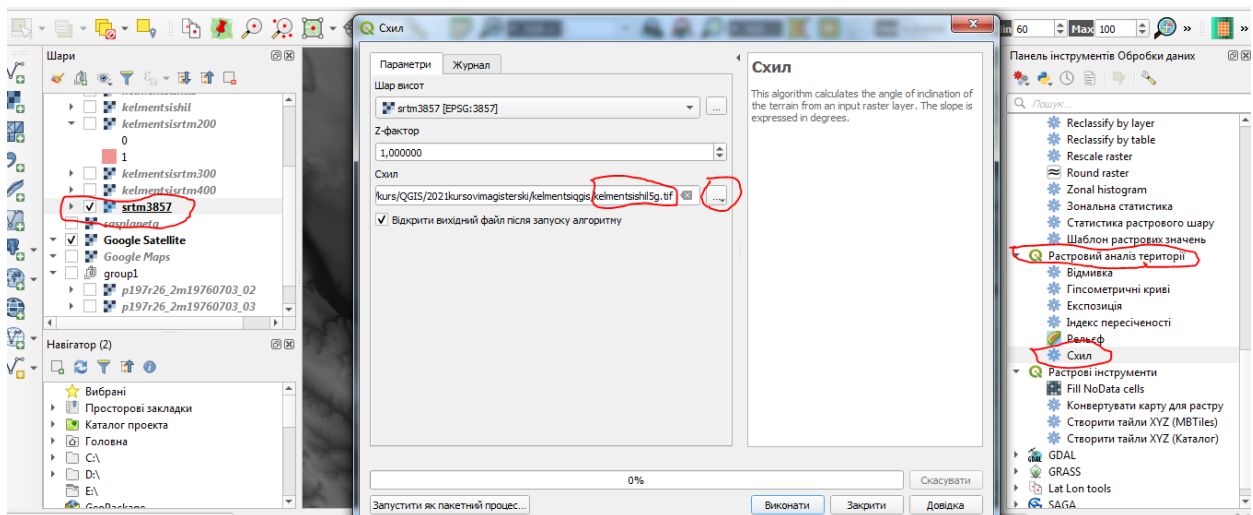 Схил
in 60
Max 100
»
»
Шари
kelmentsishil
kelmentsisrtm200
0
1
kelmentsisrtm300
kelmentsisrtm400
srtm3857
sasplaneta
Google Satellite
Google Maps
group1
p197r26_2m19760703_02
p197r26_2m19760703_03
Навігатор (2)
Вибрані
Просторові закладки
Каталог проекта
Головна
C:\
D:\
E:\
GeoPackage
Параметри
Журнал
Шар висот
srtm3857 [EPSG:3857]
...
Z-фактор
1,000000
Схил
/kurs/QGIS/2021kursovimagisterski/kelmentsiqgis/kelmentsishil5g.tif
...
Відкрити вихідний файл після запуску алгоритму
Схил
This algorithm calculates the angle of inclination of
the terrain from an input raster layer. The slope is
expressed in degrees.
0%
Скасувати
Запустити як пакетний процес...
Виконати
Закрити
Довідка
Панель інструментів Обробки даних
Пошук...
Reclassify by layer
Reclassify by table
Rescale raster
Round raster
Zonal histogram
Зональна статистика
Статистика растрового шару
Шаблон растрових значень
Растровий аналіз території
Відмивка
Гіпсометричні криві
Експозиція
Індекс пересіченості
Рельєф
Схил
Растрові інструменти
Fill NoData cells
Конвертувати карту для растру
Створити тайли XYZ (MBTiles)
Створити тайли XYZ (Каталог)
GDAL
GRASS
Lat Lon tools
SAGA